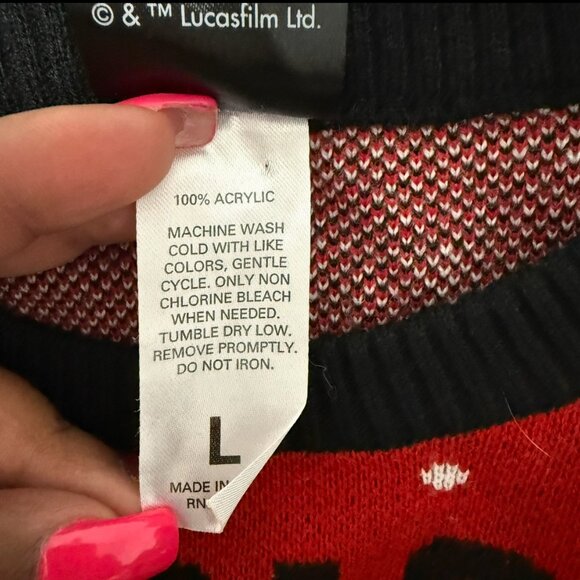 © & ™ Lucasfilm Ltd.
100% ACRYLIC
MACHINE WASH
COLD WITH LIKE
COLORS, GENTLE
CYCLE. ONLY NON
CHLORINE BLEACH
WHEN NEEDED.
TUMBLE DRY LOW.
REMOVE PROMPTLY.
DO NOT IRON.
L
MADE IN
RN